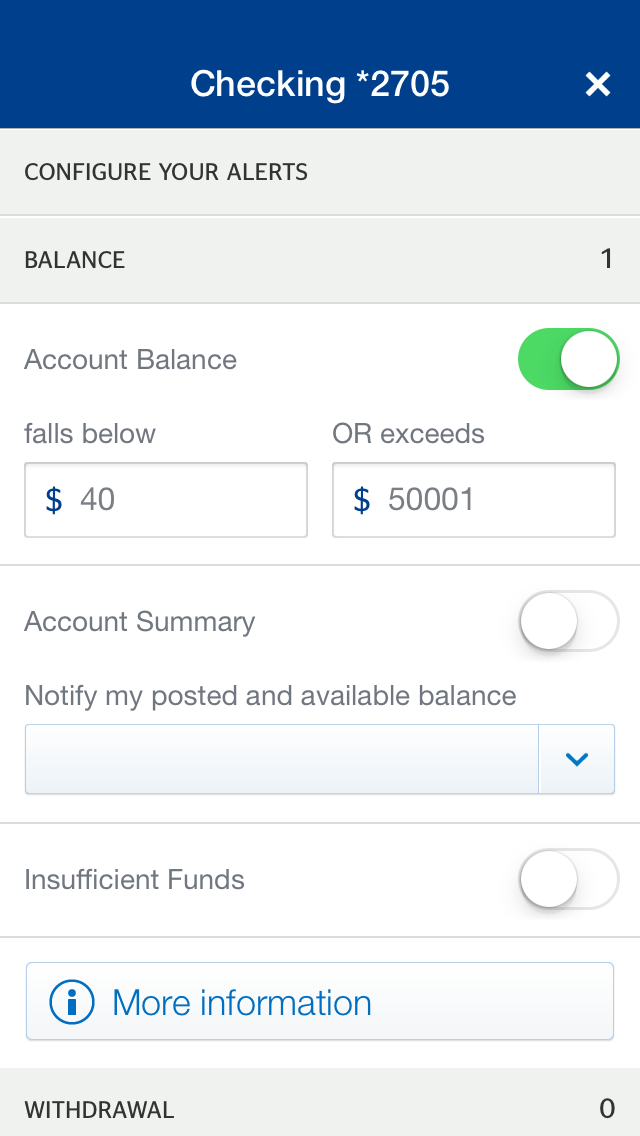 Checking *2705
CONFIGURE YOUR ALERTS
BALANCE 1
Account Balance
falls below OR exceeds
$ 40 $ 50001
Account Summary
Notify my posted and available balance
Insufficient Funds
More information
WITHDRAWAL 0